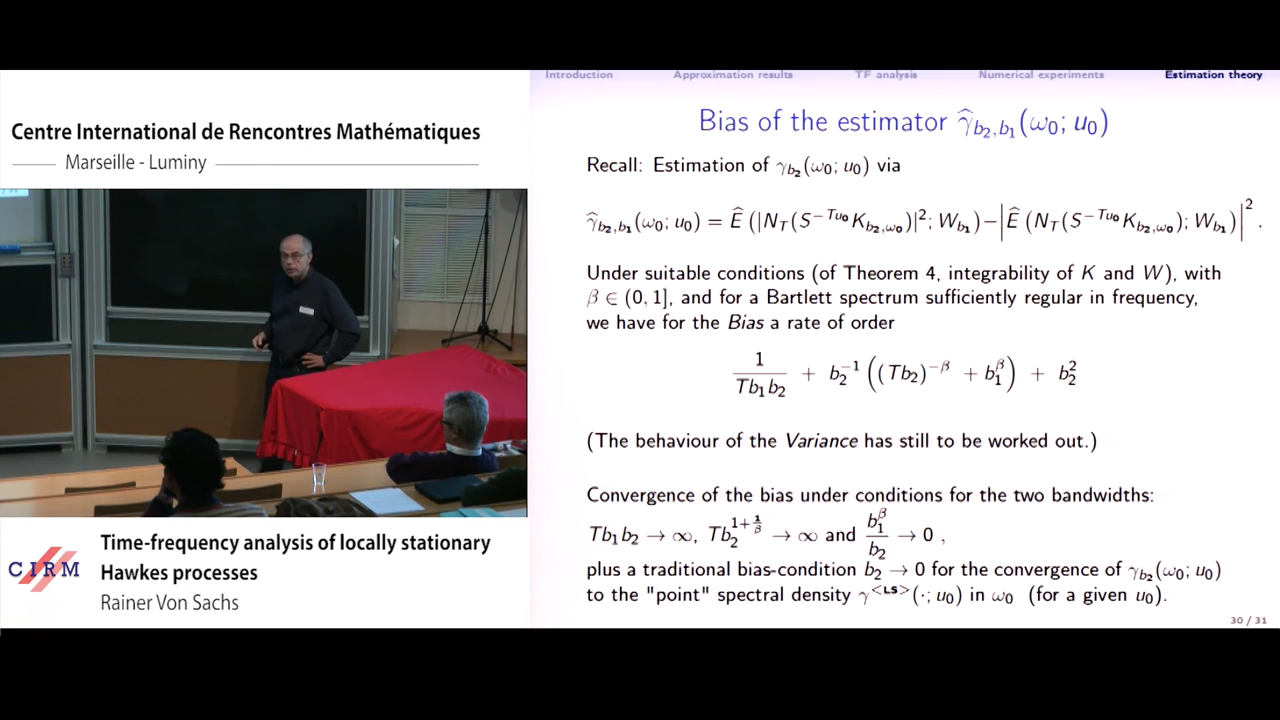 Centre International de Rencontres Mathématiques
Marseille - Luminy
Introduction Approximation results TF analysis Numerical experiments Estimation theory
Bias of the estimator γ̂_{b₂,b₁}(ω₀; u₀)
Recall: Estimation of γ_{b₂}(ω₀; u₀) via
γ̂_{b₂,b₁}(ω₀; u₀) = Ê (|N_T(S^{-Tu₀} K_{b₂,ω₀})|²; W_{b₁}) − |Ê (N_T(S^{-Tu₀} K_{b₂,ω₀}); W_{b₁})|² .
Under suitable conditions (of Theorem 4, integrability of K and W), with
β ∈ (0, 1], and for a Bartlett spectrum sufficiently regular in frequency,
we have for the Bias a rate of order
1/(Tb₁b₂) + b₂^{-1} ((Tb₂)^{-β} + b₁^β) + b₂²
(The behaviour of the Variance has still to be worked out.)
Convergence of the bias under conditions for the two bandwidths:
Tb₁b₂ → ∞, Tb₂^{1+1/β} → ∞ and b₁^β/b₂ → 0 ,
plus a traditional bias-condition b₂ → 0 for the convergence of γ_{b₂}(ω₀; u₀)
to the "point" spectral density γ^{<LS>}(·; u₀) in ω₀ (for a given u₀).
30 / 31
CIRM
Time-frequency analysis of locally stationary
Hawkes processes
Rainer Von Sachs